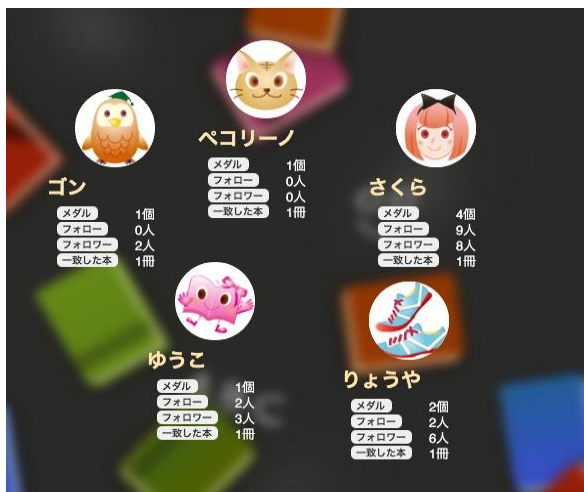 ペコリーノ
メダル 1個
フォロー 0人
フォロワー 0人
一致した本 1冊
ゴン
メダル 1個
フォロー 0人
フォロワー 2人
一致した本 1冊
さくら
メダル 4個
フォロー 9人
フォロワー 8人
一致した本 1冊
ゆうこ
メダル 1個
フォロー 2人
フォロワー 3人
一致した本 1冊
りょうや
メダル 2個
フォロー 2人
フォロワー 6人
一致した本 1冊